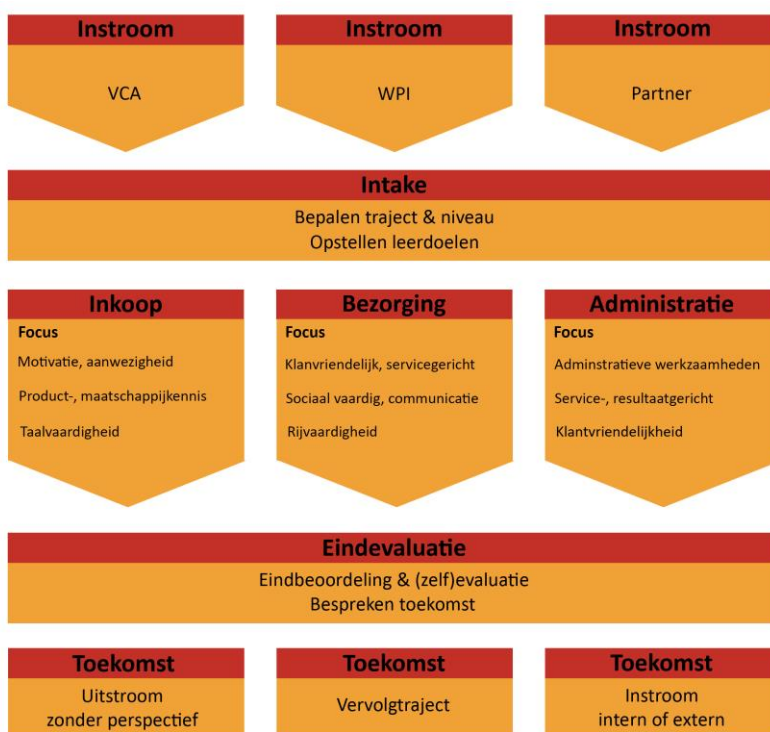 Instroom
VCA
Instroom
WPI
Instroom
Partner
Intake
Bepalen traject & niveau
Opstellen leerdoelen
Inkoop
Focus
Motivatie, aanwezigheid
Product-, maatschappijkennis
Taalvaardigheid
Bezorging
Focus
Klanvriendelijk, servicegericht
Sociaal vaardig, communicatie
Rijvaardigheid
Administratie
Focus
Adminstratieve werkzaamheden
Service-, resultaatgericht
Klantvriendelijkheid
Eindevaluatie
Eindbeoordeling & (zelf)evaluatie
Bespreken toekomst
Toekomst
Uitstroom
zonder perspectief
Toekomst
Vervolgtraject
Toekomst
Instroom
intern of extern